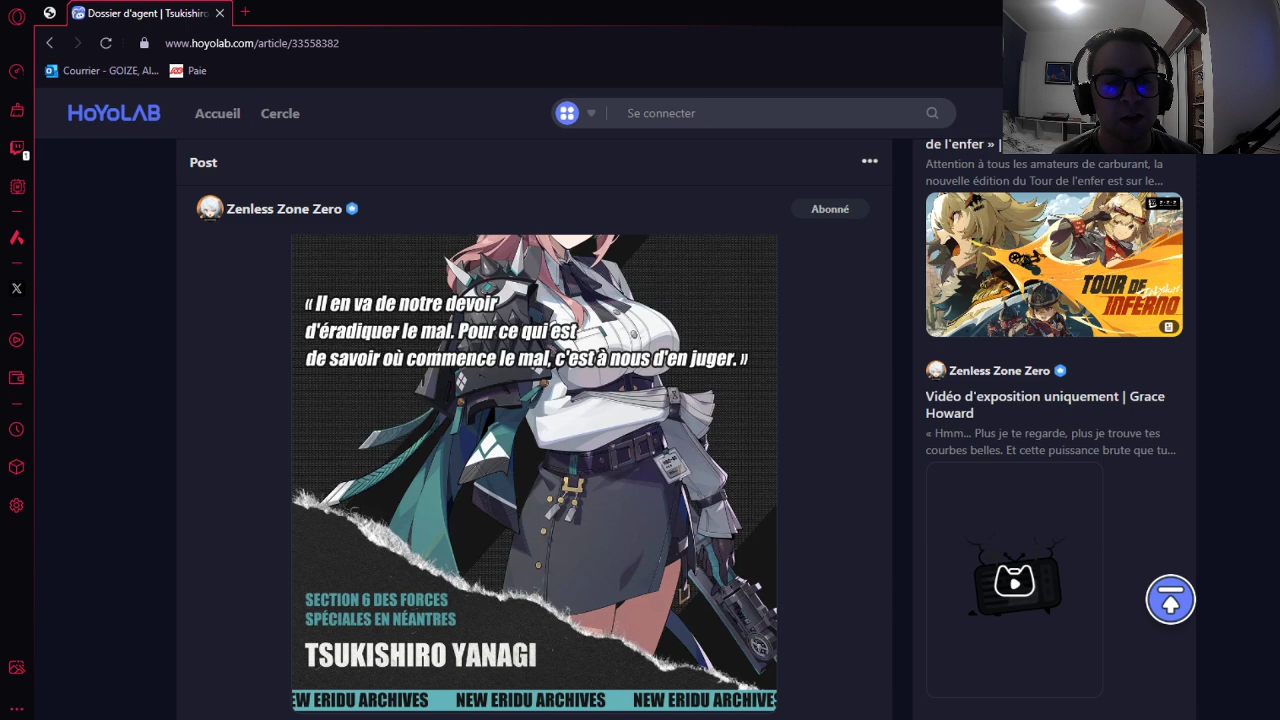 Dossier d'agent | Tsukishiro
www.hoyolab.com/article/33558382
Courrier - GOIZE, Al...
Paie
HoYoLAB
Accueil
Cercle
Se connecter
Post
Zenless Zone Zero
Abonné
« Il en va de notre devoir
d'éradiquer le mal. Pour ce qui est
de savoir où commence le mal, c'est à nous d'en juger. »
SECTION 6 DES FORCES
SPÉCIALES EN NÉANTRES
TSUKISHIRO YANAGI
EW ERIDU ARCHIVES NEW ERIDU ARCHIVES NEW ERIDU ARCHIVES
de l'enfer » |
Attention à tous les amateurs de carburant, la
nouvelle édition du Tour de l'enfer est sur le...
TOUR DE
INFERNO
Zenless Zone Zero
Vidéo d'exposition uniquement | Grace
Howard
« Hmm... Plus je te regarde, plus je trouve tes
courbes belles. Et cette puissance brute que tu...
1